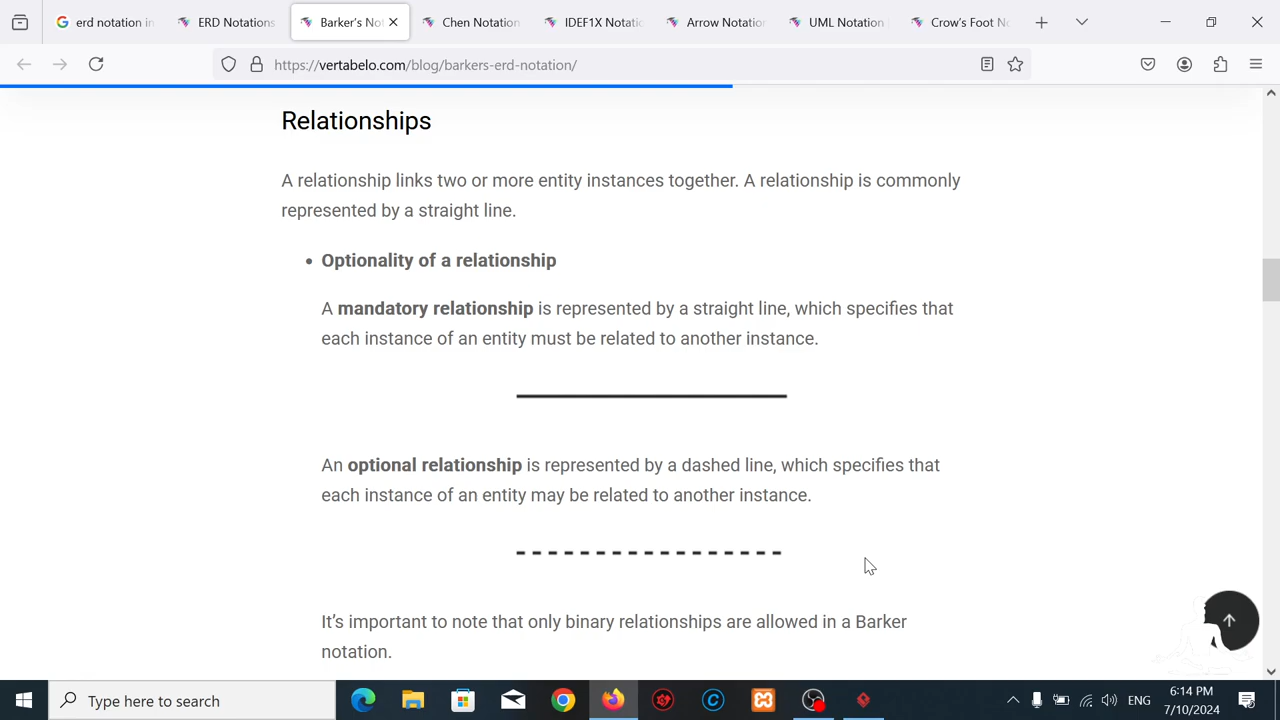 erd notation in
ERD Notations
Barker's Not
Chen Notation
IDEF1X Notatio
Arrow Notation
UML Notation
Crow's Foot No
https://vertabelo.com/blog/barkers-erd-notation/
Relationships
A relationship links two or more entity instances together. A relationship is commonly
represented by a straight line.
• Optionality of a relationship
A mandatory relationship is represented by a straight line, which specifies that
each instance of an entity must be related to another instance.
An optional relationship is represented by a dashed line, which specifies that
each instance of an entity may be related to another instance.
It's important to note that only binary relationships are allowed in a Barker
notation.
Type here to search
ENG
6:14 PM
7/10/2024